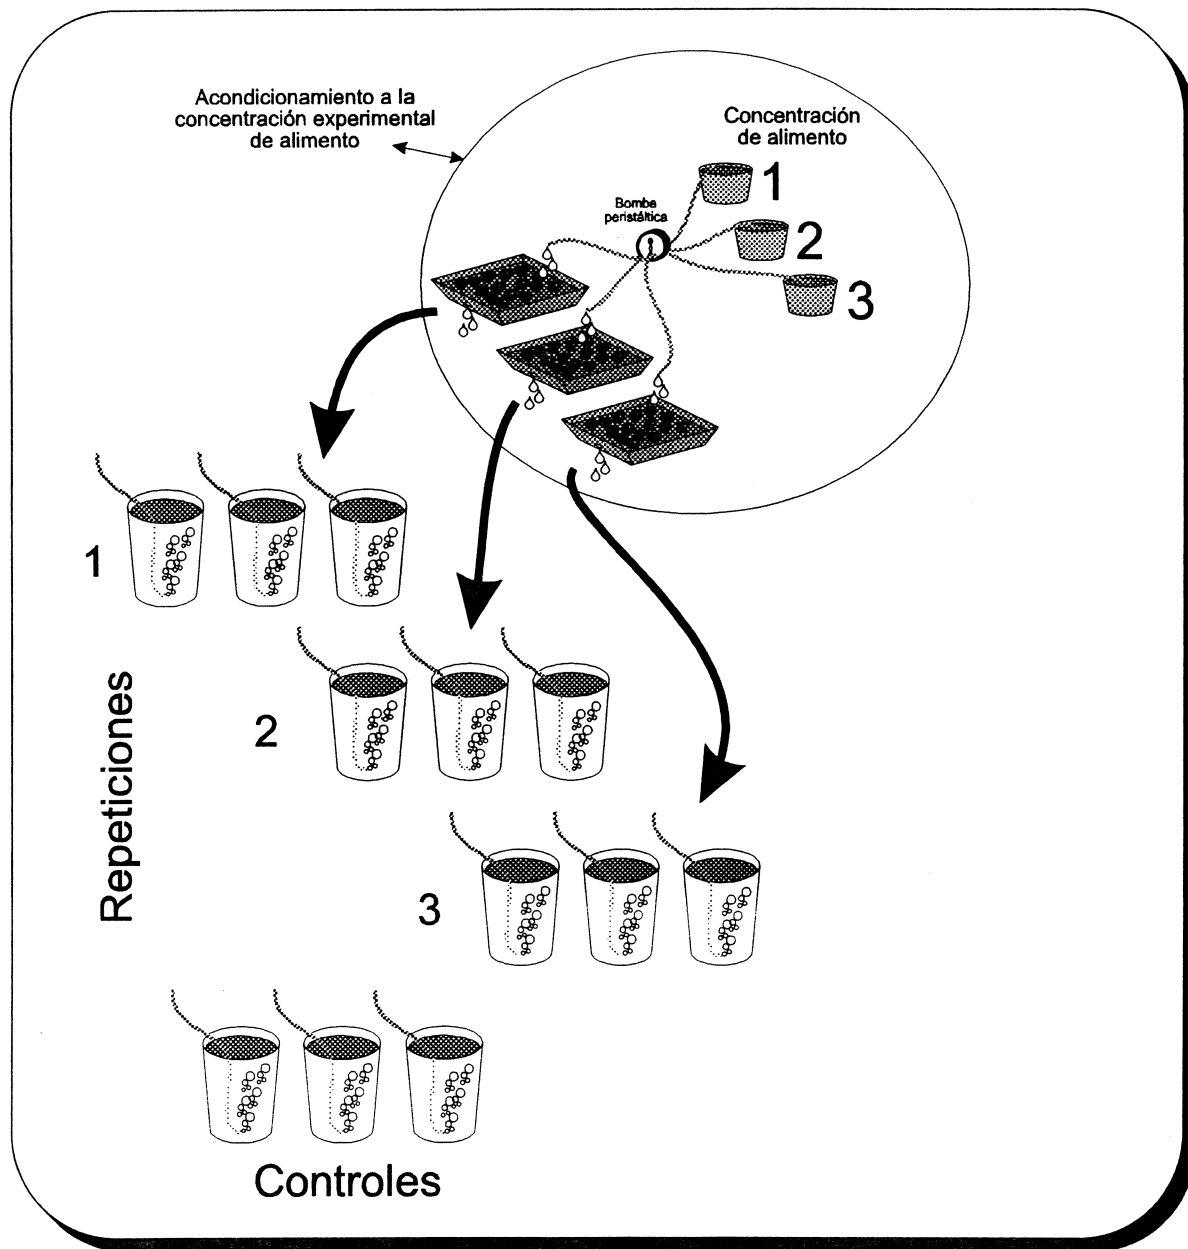 Acondicionamiento a la
concentración experimental
de alimento
Concentración
de alimento
1
2
3
Bomba
peristáltica
1
2
3
Repeticiones
Controles